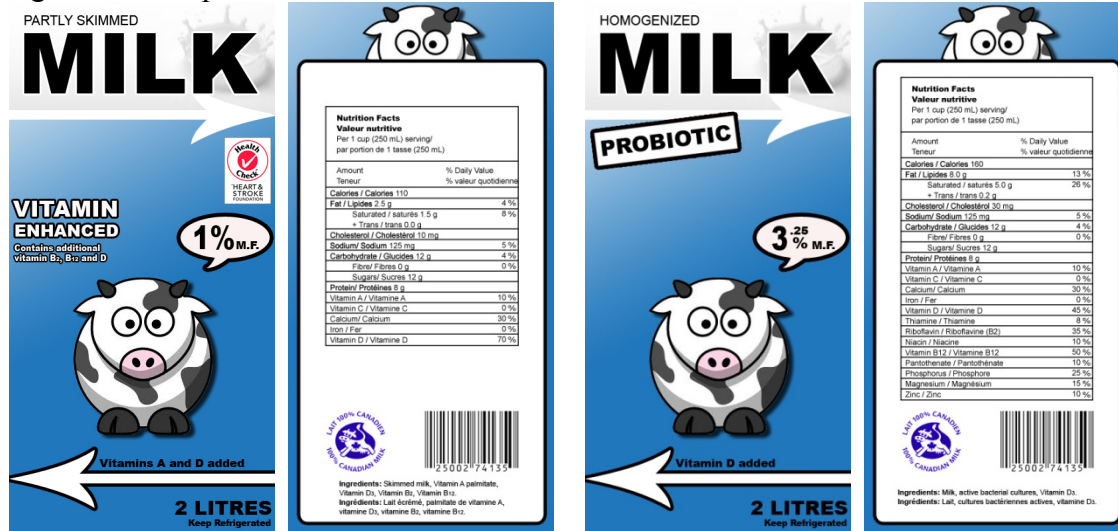 PARTLY SKIMMED
MILK
Health
Check
HEART &
STROKE
FOUNDATION
VITAMIN
ENHANCED
Contains additional
vitamin B2, B12 and D
1% M.F.
Vitamins A and D added
2 LITRES
Keep Refrigerated
Nutrition Facts
Valeur nutritive
Per 1 cup (250 mL) serving/
par portion de 1 tasse (250 mL)
Amount % Daily Value
Teneur % valeur quotidienne
Calories / Calories 110
Fat / Lipides 2.5 g 4 %
Saturated / saturés 1.5 g 8 %
+ Trans / trans 0.0 g
Cholesterol / Cholestérol 10 mg
Sodium/ Sodium 125 mg 5 %
Carbohydrate / Glucides 12 g 4 %
Fibre/ Fibres 0 g 0 %
Sugars/ Sucres 12 g
Protein/ Protéines 8 g
Vitamin A / Vitamine A 10 %
Vitamin C / Vitamine C 0 %
Calcium/ Calcium 30 %
Iron / Fer 0 %
Vitamin D / Vitamine D 70 %
LAIT 100% CANADIEN
100% CANADIAN MILK
25002 74135
Ingredients: Skimmed milk, Vitamin A palmitate,
Vitamin D3, Vitamin B2, Vitamin B12.
Ingrédients: Lait écrémé, palmitate de vitamine A,
vitamine D3, vitamine B2, vitamine B12.
HOMOGENIZED
MILK
PROBIOTIC
3.25% M.F.
Vitamin D added
2 LITRES
Keep Refrigerated
Nutrition Facts
Valeur nutritive
Per 1 cup (250 mL) serving/
par portion de 1 tasse (250 mL)
Amount % Daily Value
Teneur % valeur quotidienne
Calories / Calories 160
Fat / Lipides 8.0 g 13 %
Saturated / saturés 5.0 g 26 %
+ Trans / trans 0.2 g
Cholesterol / Cholestérol 30 mg
Sodium/ Sodium 125 mg 5 %
Carbohydrate / Glucides 12 g 4 %
Fibre/ Fibres 0 g 0 %
Sugars/ Sucres 12 g
Protein/ Protéines 8 g
Vitamin A / Vitamine A 10 %
Vitamin C / Vitamine C 0 %
Calcium/ Calcium 30 %
Iron / Fer 0 %
Vitamin D / Vitamine D 45 %
Thiamine / Thiamine 8 %
Riboflavin / Riboflavine (B2) 35 %
Niacin / Niacine 10 %
Vitamin B12 / Vitamine B12 50 %
Pantothenate / Pantothénate 10 %
Phosphorus / Phosphore 25 %
Magnesium / Magnésium 15 %
Zinc / Zinc 10 %
LAIT 100% CANADIEN
100% CANADIAN MILK
25002 74135
Ingredients: Milk, active bacterial cultures, Vitamin D3.
Ingrédients: Lait, cultures bactériennes actives, vitamine D3.